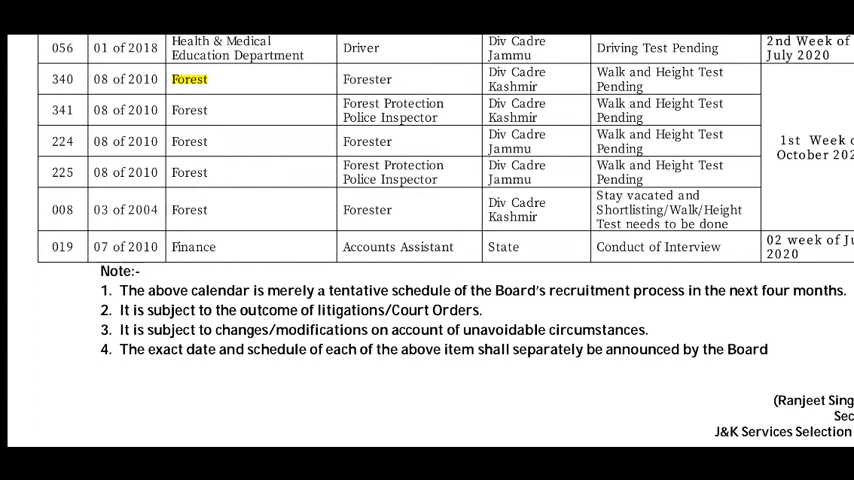 056 01 of 2018 Health & Medical Education Department Driver Div Cadre Jammu Driving Test Pending 2nd Week of July 2020
340 08 of 2010 Forest Forester Div Cadre Kashmir Walk and Height Test Pending
341 08 of 2010 Forest Forest Protection Police Inspector Div Cadre Kashmir Walk and Height Test Pending
224 08 of 2010 Forest Forester Div Cadre Jammu Walk and Height Test Pending 1st Week
October
225 08 of 2010 Forest Forest Protection Police Inspector Div Cadre Jammu Walk and Height Test Pending
008 03 of 2004 Forest Forester Div Cadre Kashmir Stay vacated and Shortlisting/Walk/Height Test needs to be done
019 07 of 2010 Finance Accounts Assistant State Conduct of Interview 02 week of 2020
Note:-
1. The above calendar is merely a tentative schedule of the Board's recruitment process in the next four months.
2. It is subject to the outcome of litigations/Court Orders.
3. It is subject to changes/modifications on account of unavoidable circumstances.
4. The exact date and schedule of each of the above item shall separately be announced by the Board
(Ranjeet
J&K Services Selection